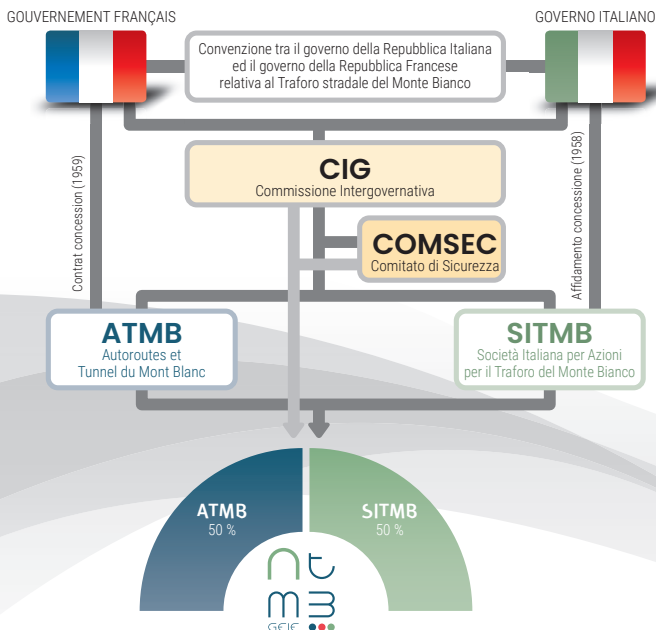 GOUVERNEMENT FRANÇAIS
GOVERNO ITALIANO
Convenzione tra il governo della Repubblica Italiana
ed il governo della Repubblica Francese
relativa al Traforo stradale del Monte Bianco
CIG
Commissione Intergovernativa
Contrat concession (1959)
Affidamento concessione (1958)
COMSEC
Comitato di Sicurezza
ATMB
Autoroutes et
Tunnel du Mont Blanc
SITMB
Società Italiana per Azioni
per il Traforo del Monte Bianco
ATMB
50 %
SITMB
50 %
ntmB
GEIE